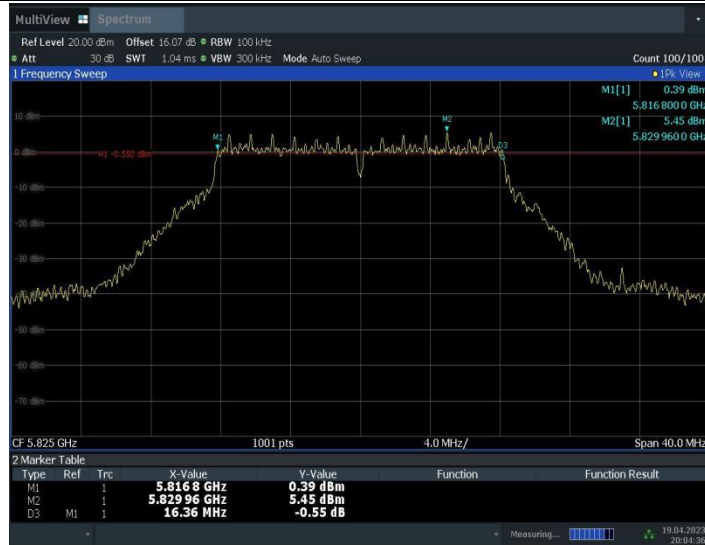 MultiView Spectrum
Ref Level 20.00 dBm Offset 16.07 dB RBW 100 kHz
Att 30 dB SWT 1.04 ms VBW 300 kHz Mode Auto Sweep Count 100/100
1 Frequency Sweep 1Pk View
M1[1] 0.39 dBm
5.816 800 0 GHz
10 dBm
M2[1] 5.45 dBm
5.829 960 0 GHz
M2
M1
D3
0 dBm
H1 -0.550 dBm
-10 dBm
-20 dBm
-30 dBm
-40 dBm
-50 dBm
-60 dBm
-70 dBm
CF 5.825 GHz 1001 pts 4.0 MHz/ Span 40.0 MHz
2 Marker Table
Type Ref Trc X-Value Y-Value Function Function Result
M1 1 5.816 8 GHz 0.39 dBm
M2 1 5.829 96 GHz 5.45 dBm
D3 M1 1 16.36 MHz -0.55 dB
Measuring... 19.04.2023
20:04:36